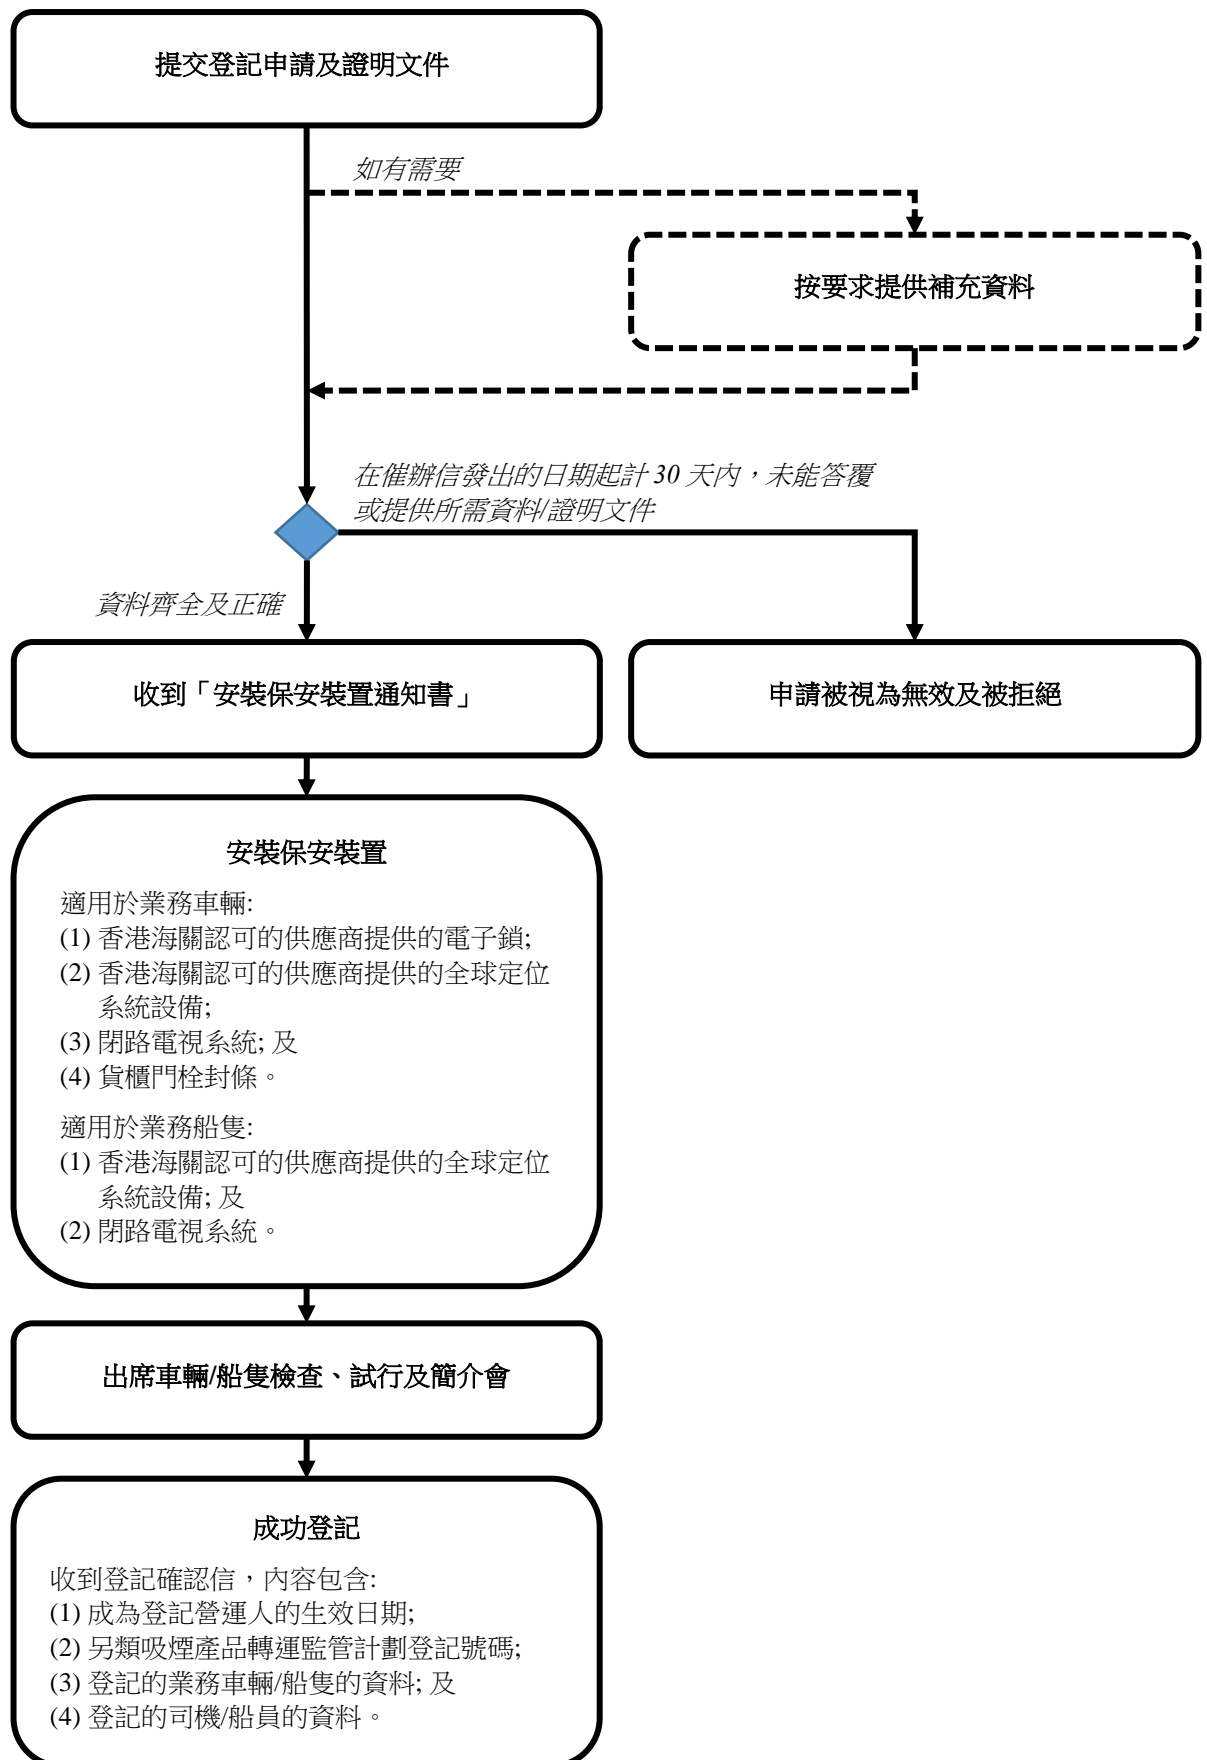 提交登記申請及證明文件
如有需要
按要求提供補充資料
在催辦信發出的日期起計 30 天內，未能答覆
或提供所需資料/證明文件
資料齊全及正確
收到「安裝保安裝置通知書」
申請被視為無效及被拒絕
安裝保安裝置
適用於業務車輛:
(1) 香港海關認可的供應商提供的電子鎖;
(2) 香港海關認可的供應商提供的全球定位
系統設備;
(3) 閉路電視系統; 及
(4) 貨櫃門栓封條。
適用於業務船隻:
(1) 香港海關認可的供應商提供的全球定位
系統設備; 及
(2) 閉路電視系統。
出席車輛/船隻檢查、試行及簡介會
成功登記
收到登記確認信，內容包含:
(1) 成為登記營運人的生效日期;
(2) 另類吸煙產品轉運監管計劃登記號碼;
(3) 登記的業務車輛/船隻的資料; 及
(4) 登記的司機/船員的資料。